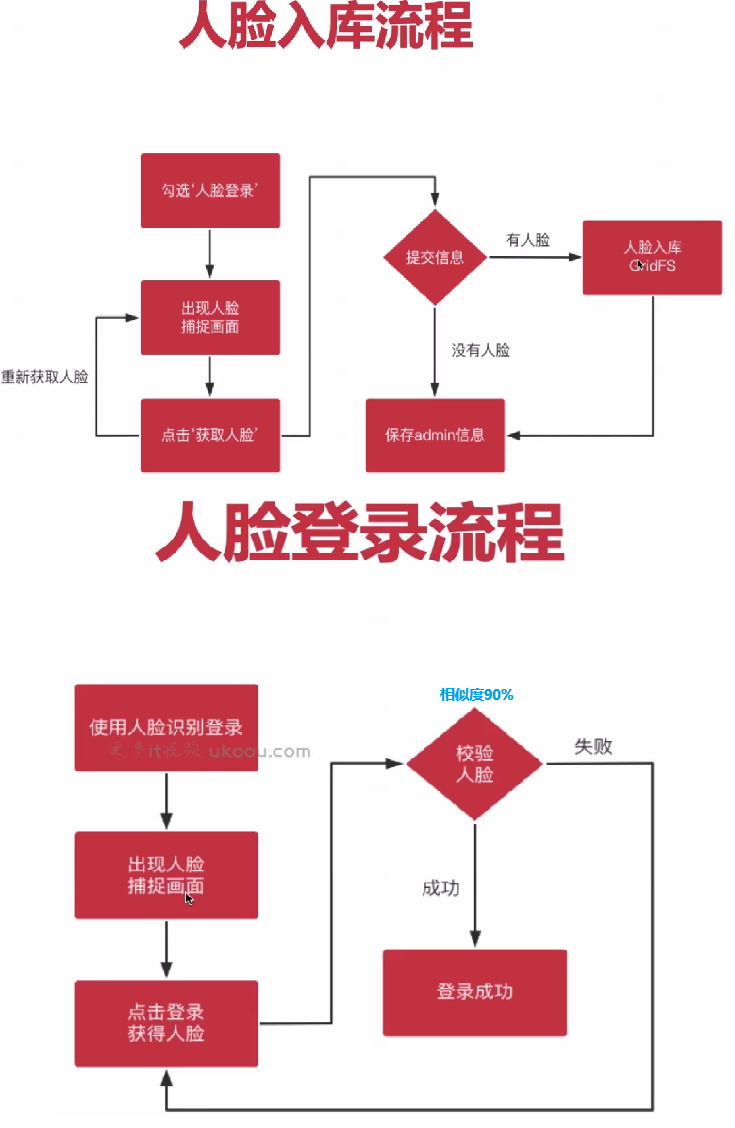 人脸入库流程
勾选‘人脸登录’
出现人脸
捕捉画面
重新获取人脸
点击‘获取人脸’
提交信息
有人脸
人脸入库
GridFS
没有人脸
保存admin信息
人脸登录流程
使用人脸识别登录
更多it视频 ukoou.com
出现人脸
捕捉画面
点击登录
获得人脸
相似度90%
校验
人脸
失败
成功
登录成功